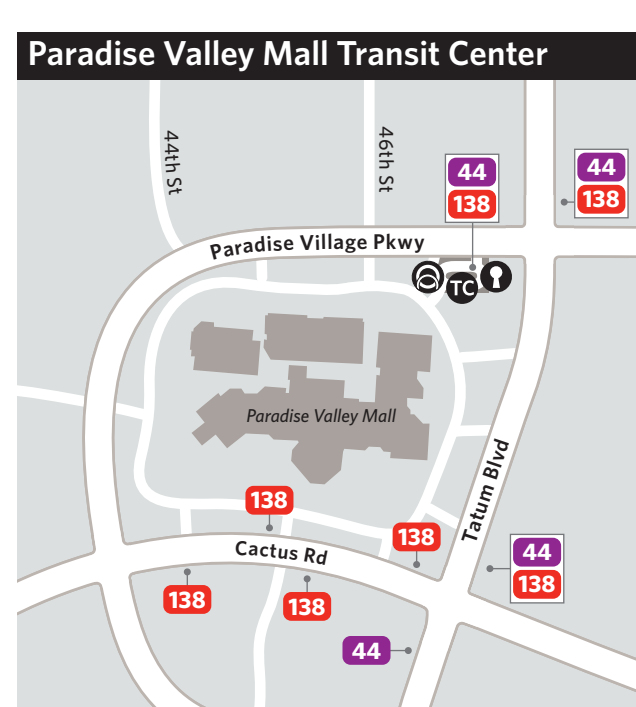 Paradise Valley Mall Transit Center
44th St
46th St
44
138
44
138
Paradise Village Pkwy
TC
Paradise Valley Mall
Tatum Blvd
138
138
Cactus Rd
44
138
138
138
44